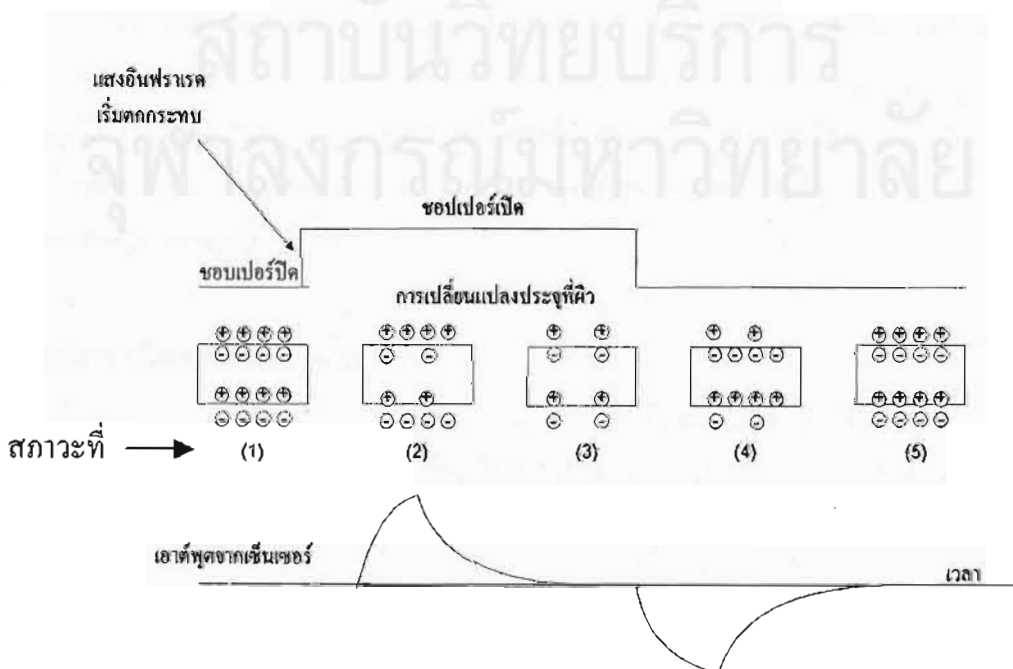 สถาบันวิทยบริการ
จุฬาลงกรณ์มหาวิทยาลัย
แสงอินฟราเรด
เริ่มตกกระทบ
ชอปเปอร์เปิด
ชอบเปอร์ปิด
การเปลี่ยนแปลงประจุที่ผิว
+ + + + + + + + + + + + + + + +
- - - - - - - - - - - - - - - -
+ + + + + + + + + + + + + + + +
- - - - - - - - - - - - - - - -
สภาวะที่ (1) (2) (3) (4) (5)
เอาต์พุตจากเซ็นเซอร์
เวลา